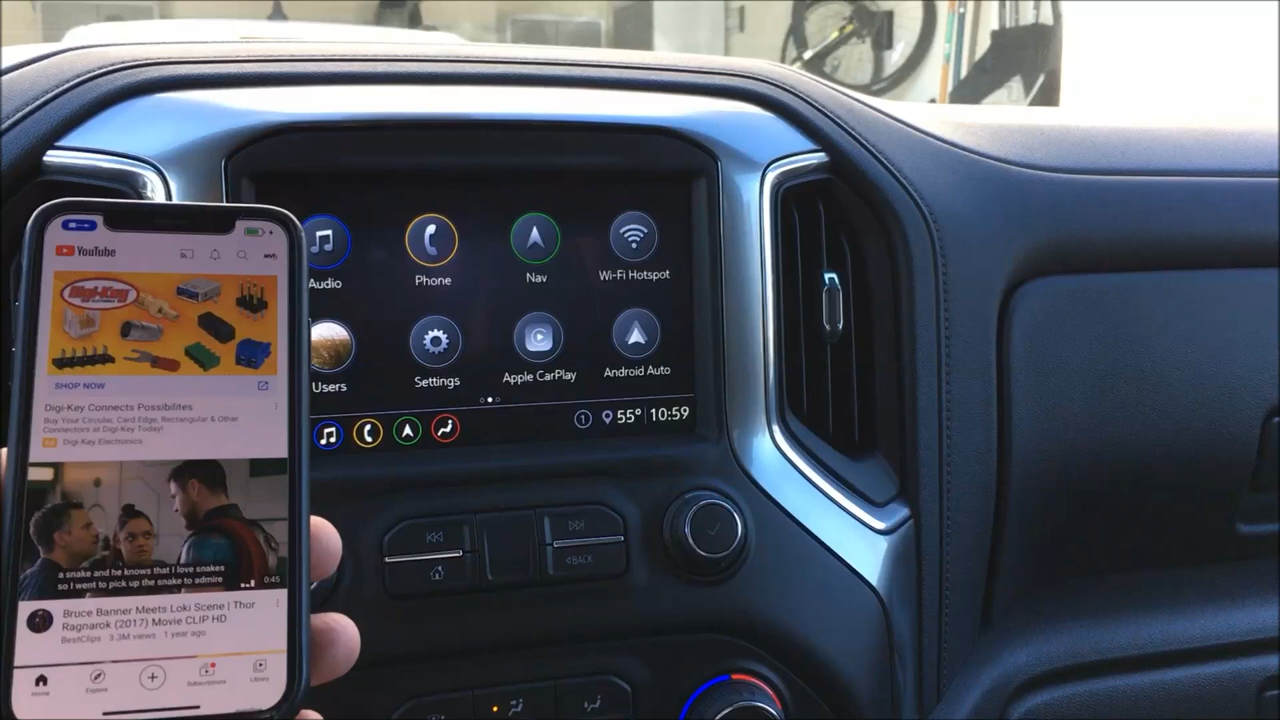 YouTube
Digi-Key
ELECTRONICS
SHOP NOW
Digi-Key Connects Possibilites
Buy Your Circular, Card Edge, Rectangular & Other
Connectors at Digi-Key Today!
Ad Digi-Key Electronics
a snake and he knows that I love snakes
so I went to pick up the snake to admire
0:45
Bruce Banner Meets Loki Scene | Thor
Ragnarok (2017) Movie CLIP HD
BestClips · 3.3M views · 1 year ago
Home Explore Subscriptions Library
Audio Phone Nav Wi-Fi Hotspot
Users Settings Apple CarPlay Android Auto
1 55° 10:59
BACK